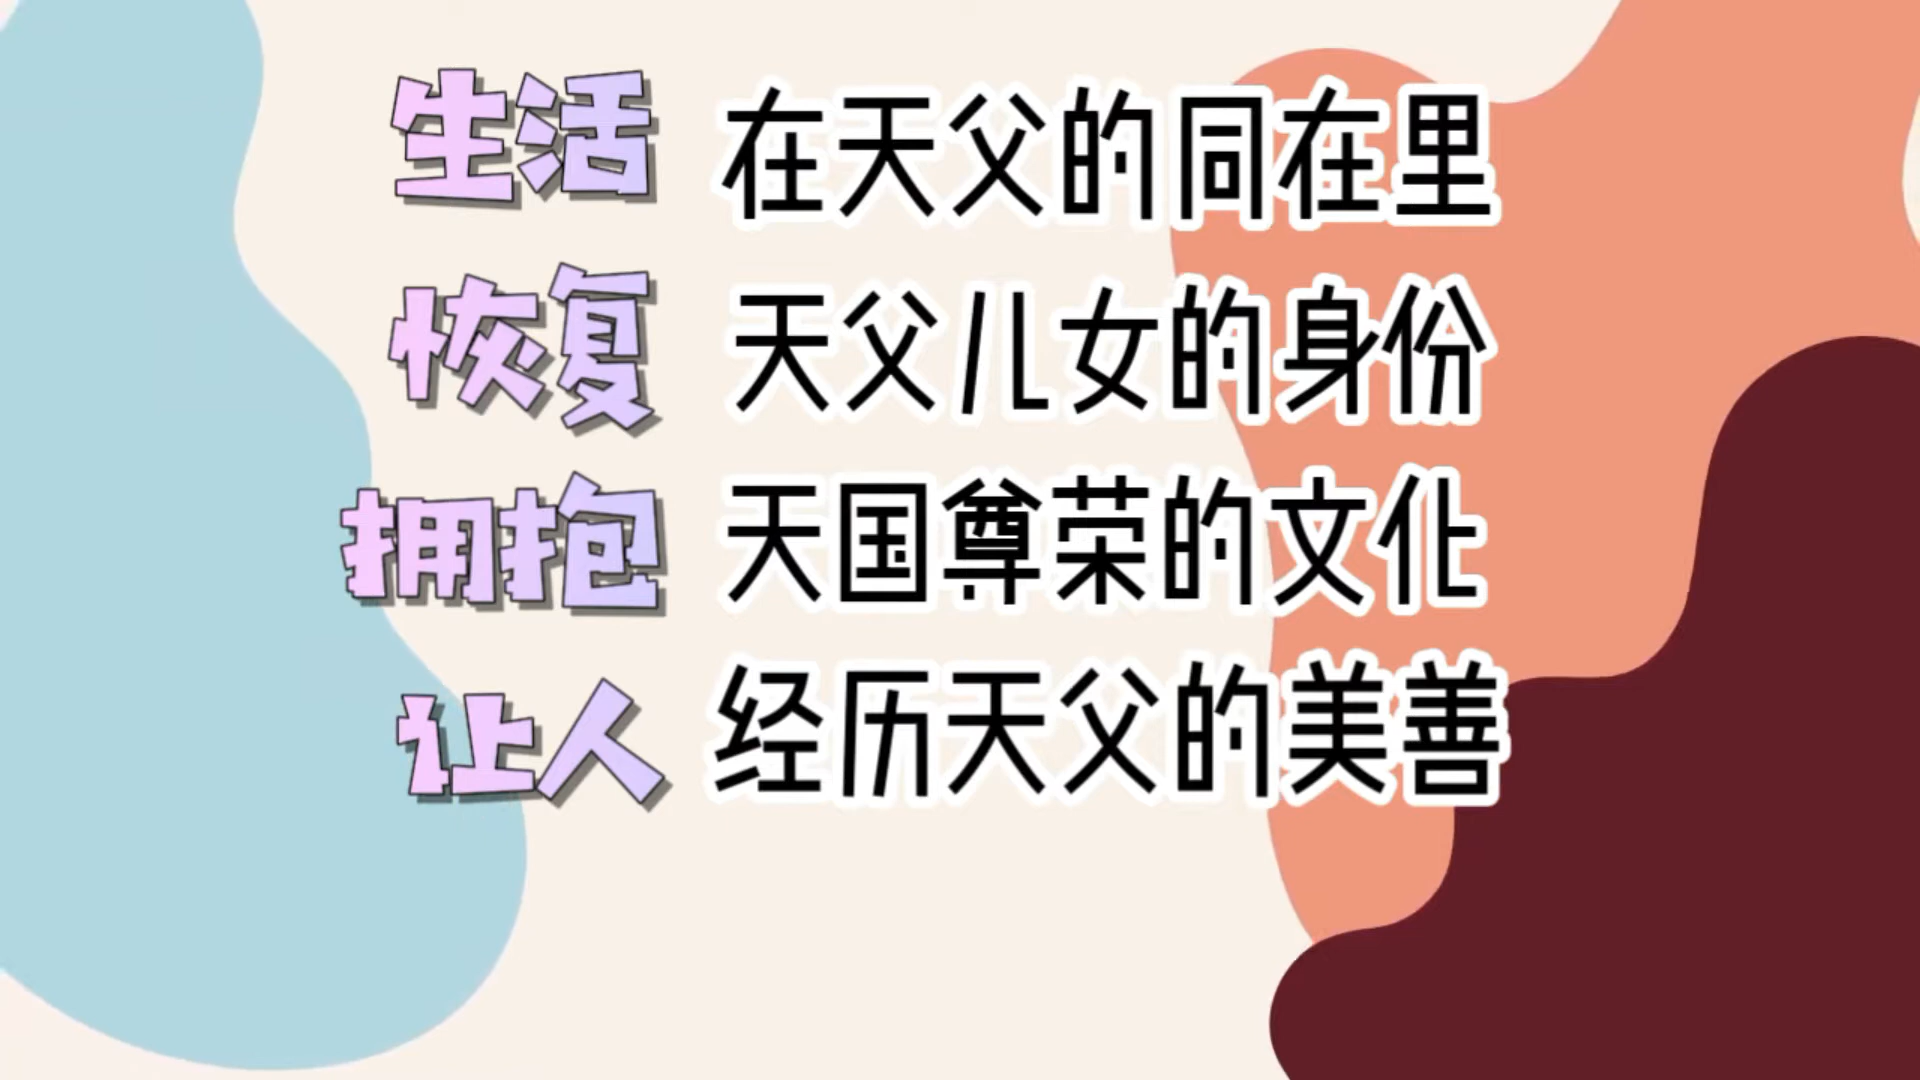 生活 在天父的同在里
恢复 天父儿女的身份
拥抱 天国尊荣的文化
让人 经历天父的美善